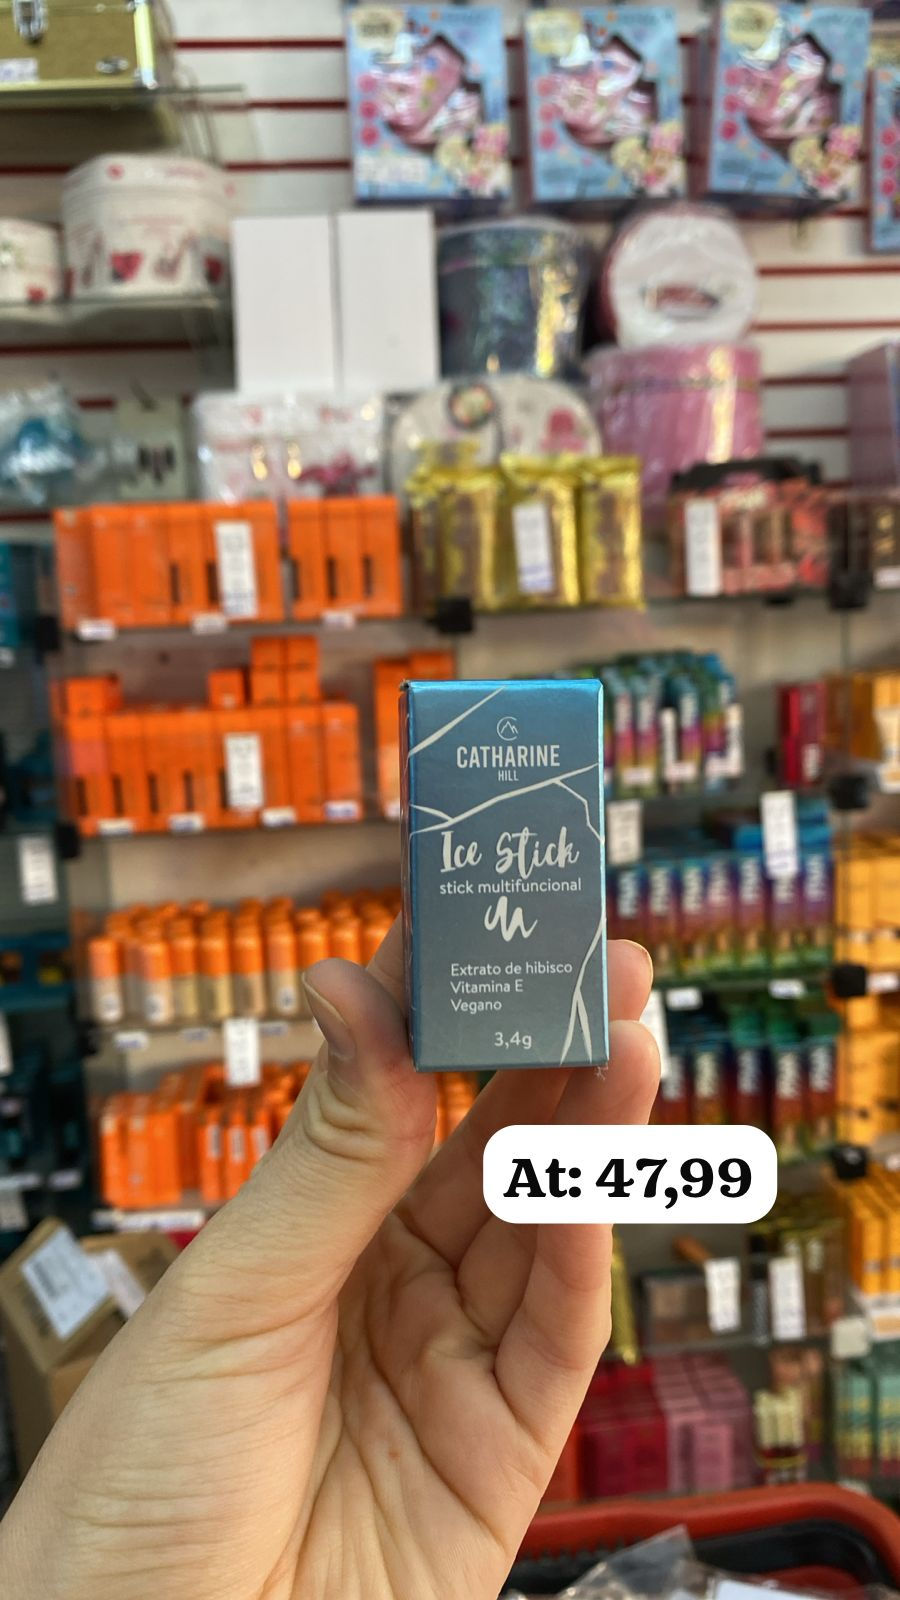 CATHARINE
HILL
Ice Stick
stick multifuncional
Extrato de hibisco
Vitamina E
Vegano
3,4g
At: 47,99